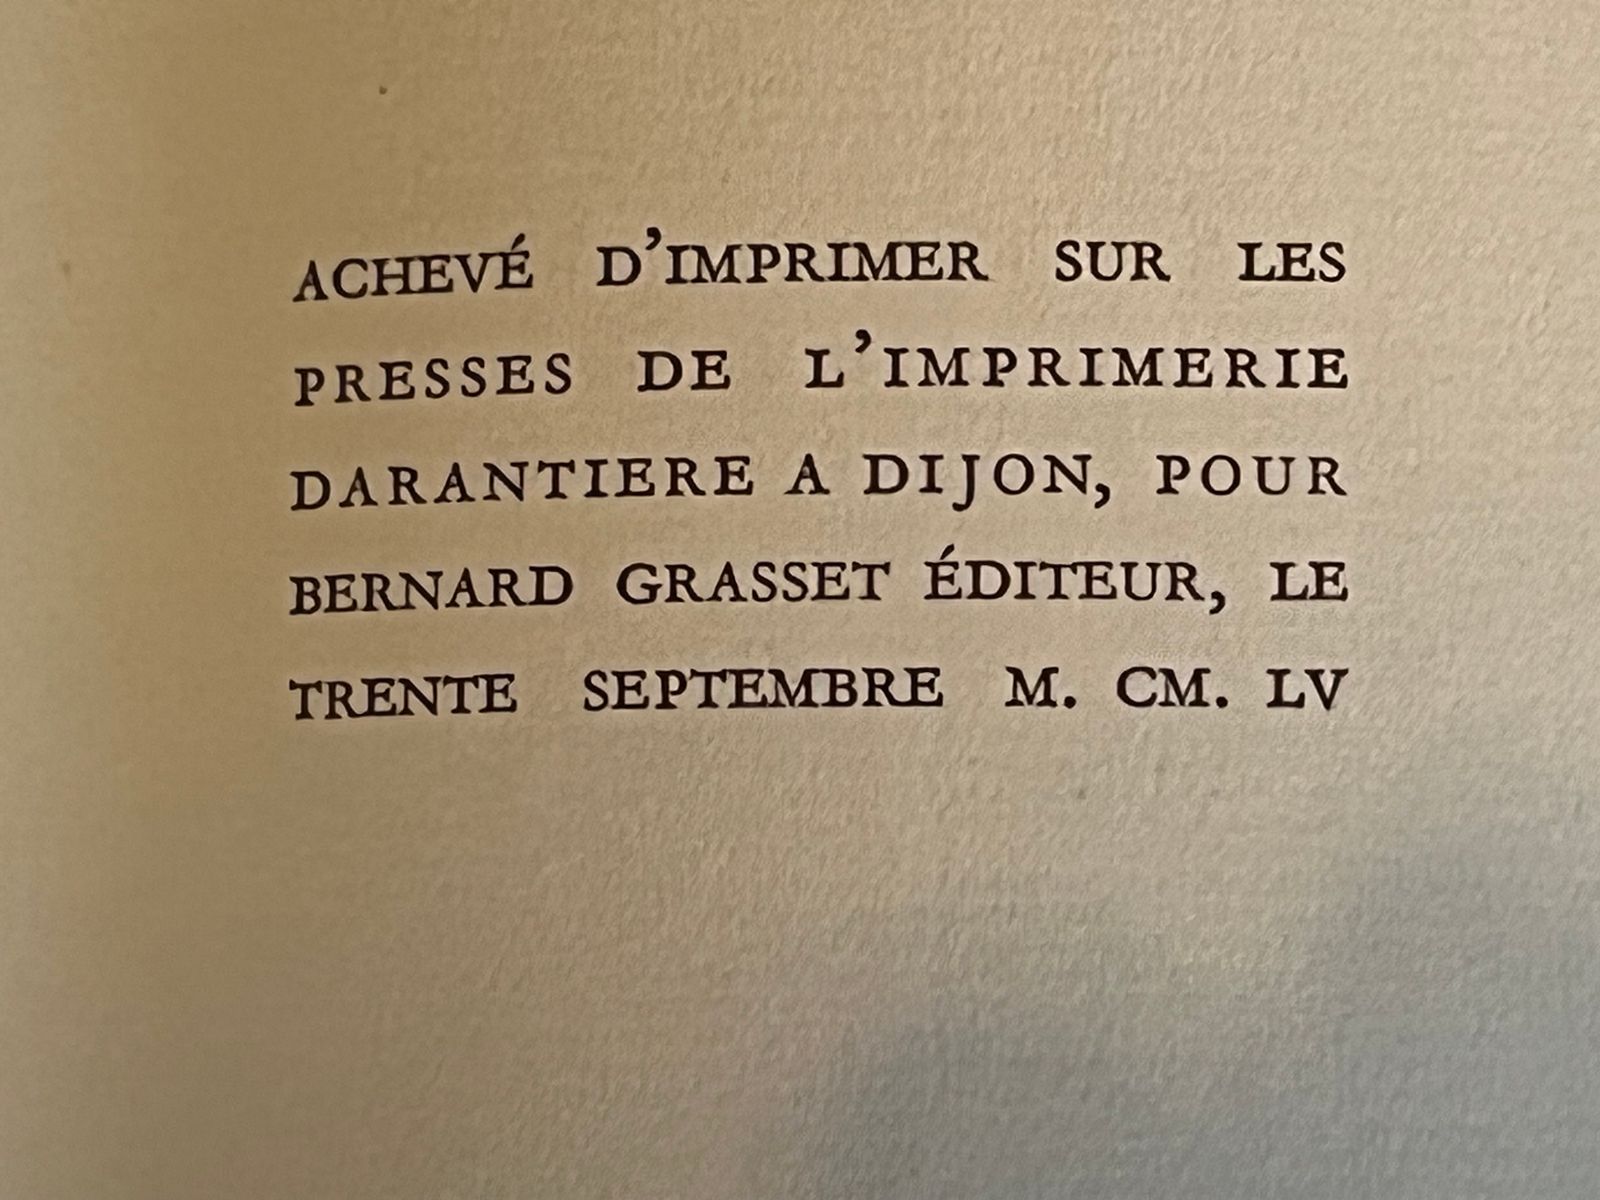 ACHEVÉ D’IMPRIMER SUR LES
PRESSES DE L’IMPRIMERIE
DARANTIERE A DIJON, POUR
BERNARD GRASSET ÉDITEUR, LE
TRENTE SEPTEMBRE M. CM. LV